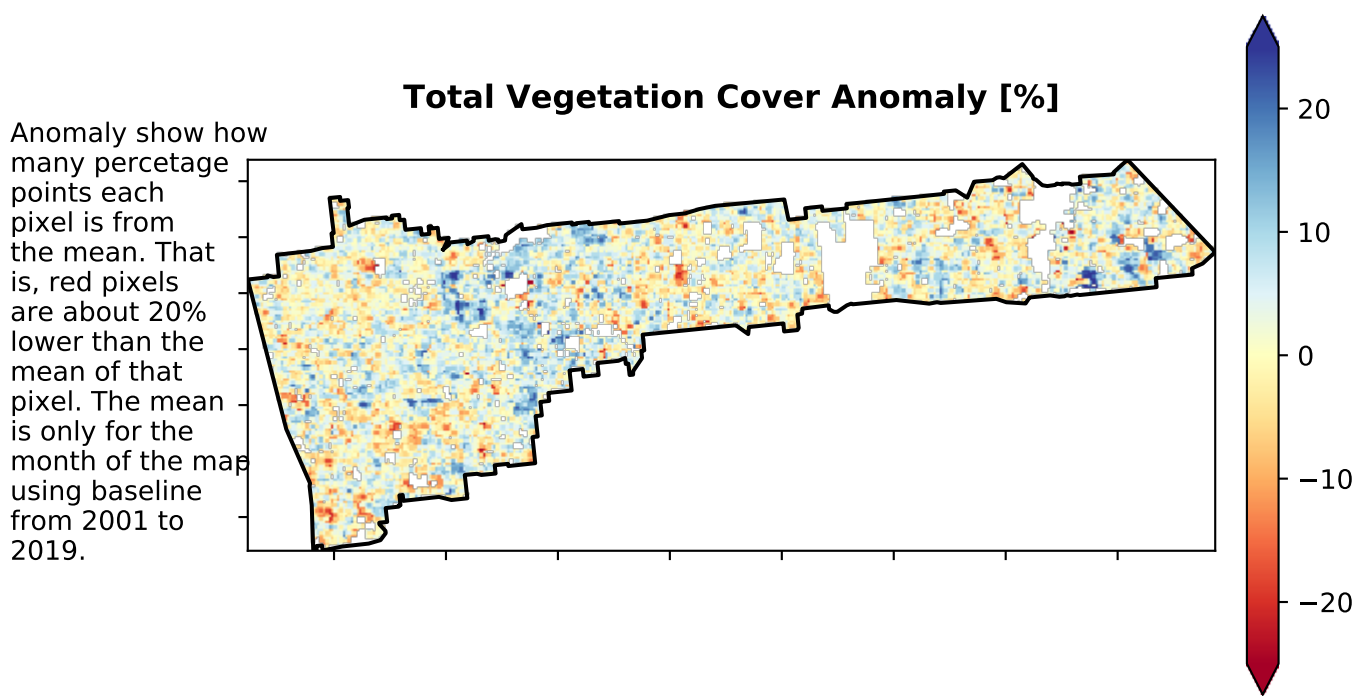 Total Vegetation Cover Anomaly [%]
Anomaly show how
many percetage
points each
pixel is from
the mean. That
is, red pixels
are about 20%
lower than the
mean of that
pixel. The mean
is only for the
month of the map
using baseline
from 2001 to
2019.
20
10
0
−10
−20